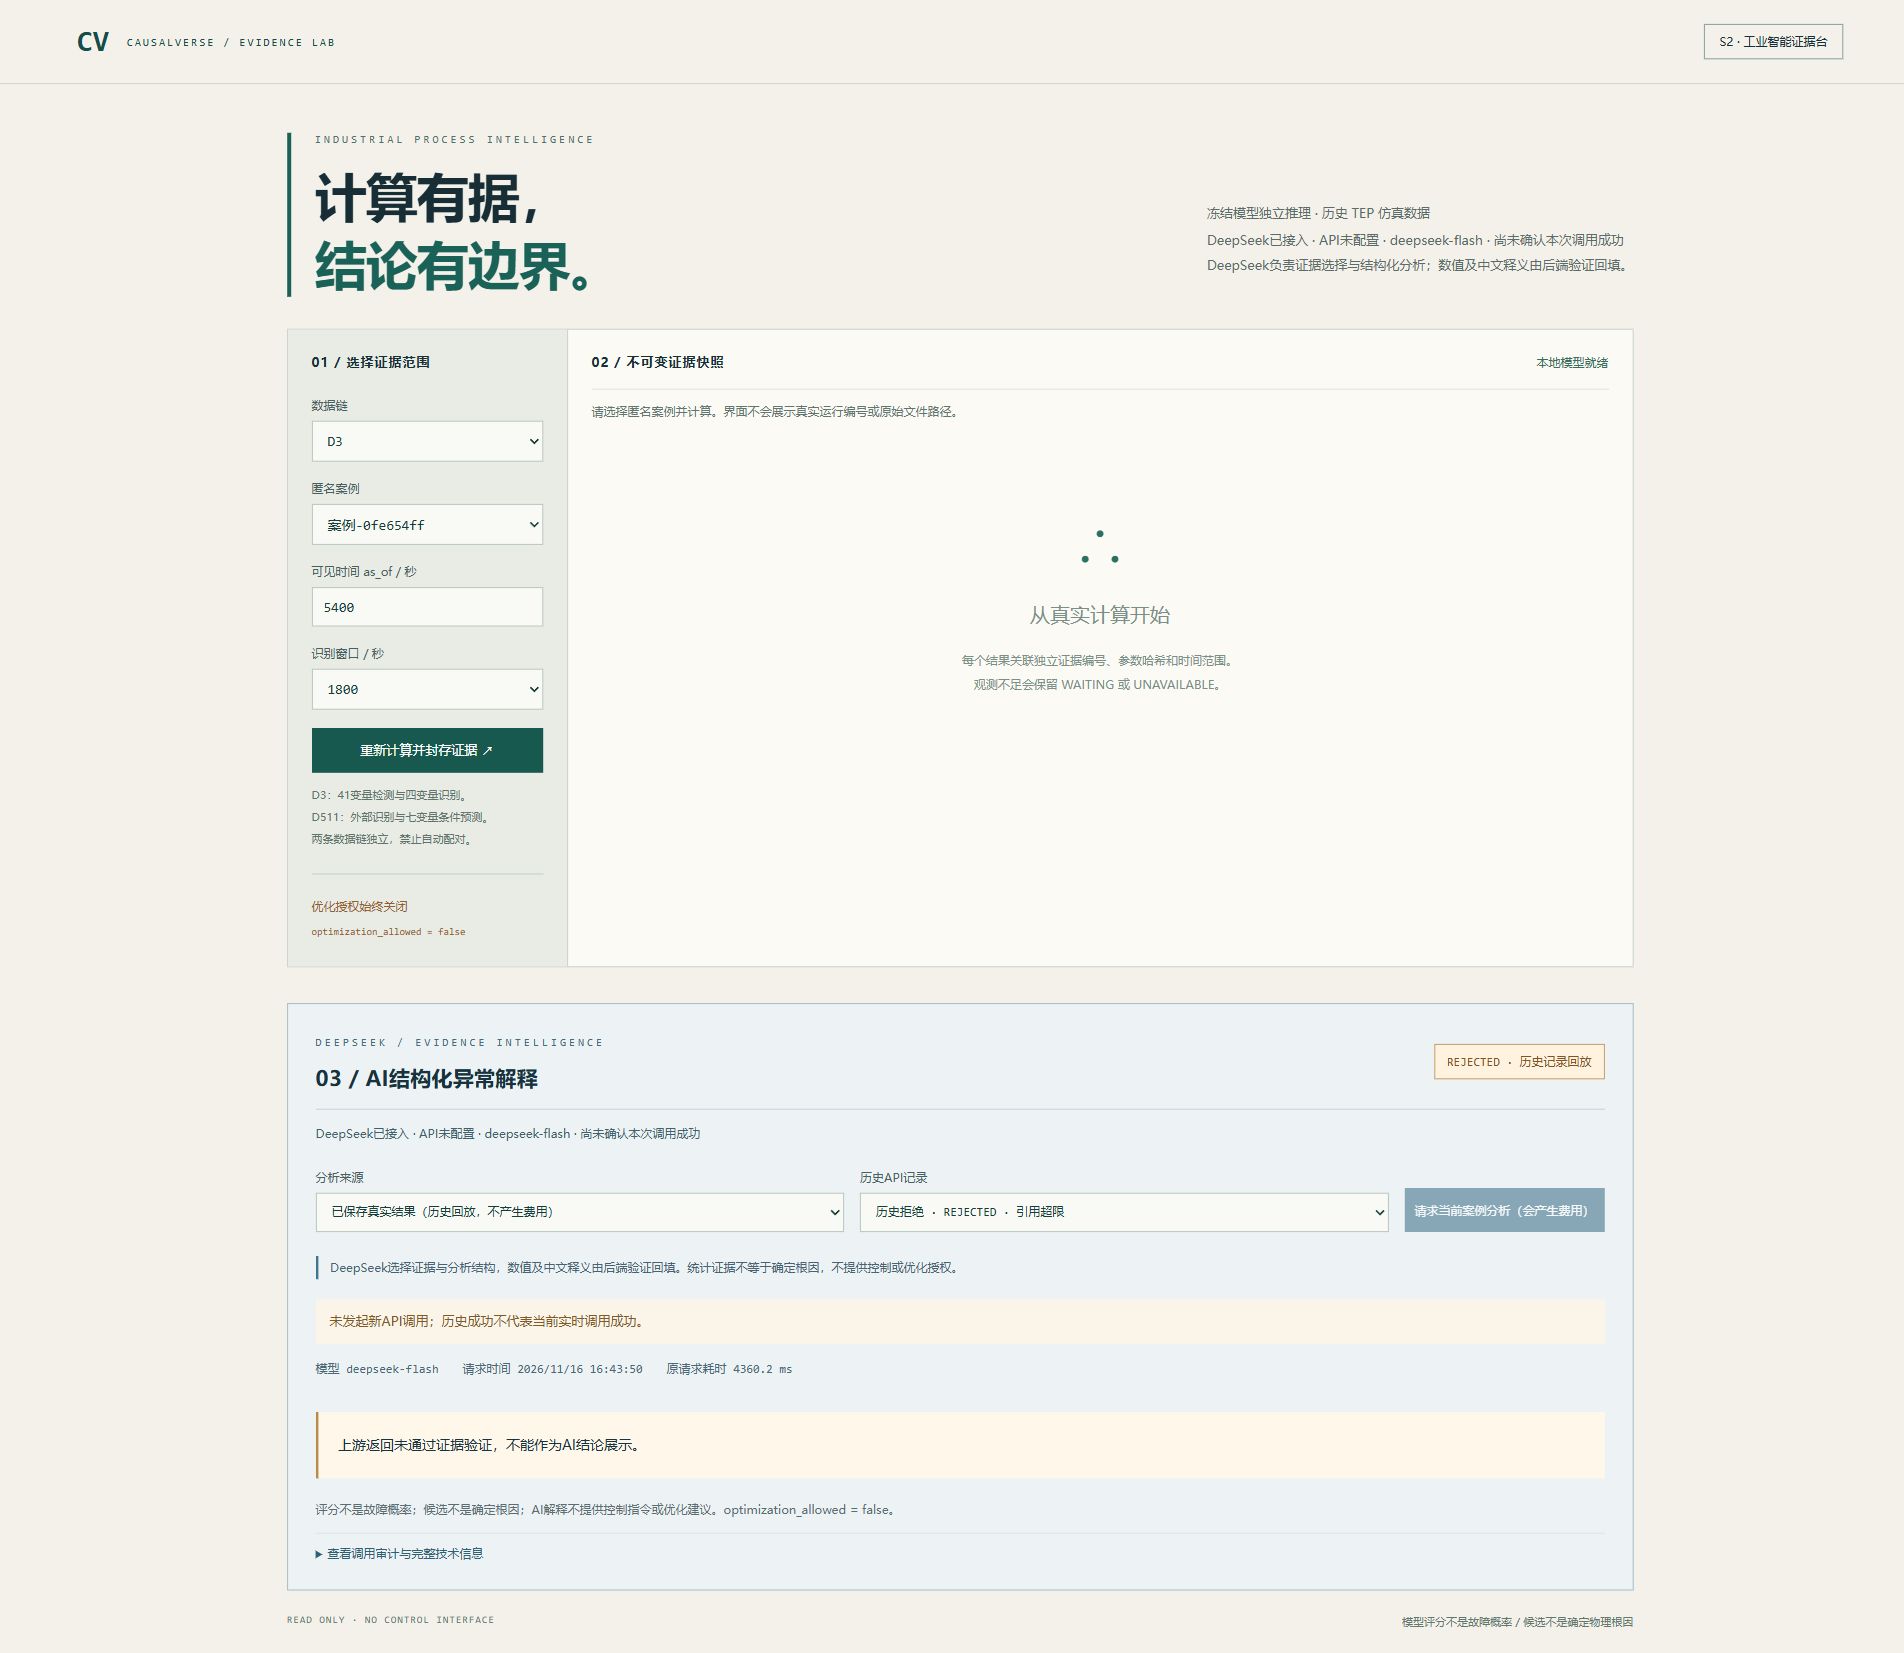 CV CAUSALVERSE / EVIDENCE LAB
S2 · 工业智能证据台
INDUSTRIAL PROCESS INTELLIGENCE
计算有据，
结论有边界。
冻结模型独立推理 · 历史 TEP 仿真数据
DeepSeek已接入 · API未配置 · deepseek-flash · 尚未确认本次调用成功
DeepSeek负责证据选择与结构化分析；数值及中文释义由后端验证回填。
01 / 选择证据范围
数据链
D3
匿名案例
案例-0fe654ff
可见时间 as_of / 秒
5400
识别窗口 / 秒
1800
重新计算并封存证据 ↗
D3：41变量检测与四变量识别。
D511：外部识别与七变量条件预测。
两条数据链独立，禁止自动配对。
优化授权始终关闭
optimization_allowed = false
02 / 不可变证据快照
本地模型就绪
请选择匿名案例并计算。界面不会展示真实运行编号或原始文件路径。
从真实计算开始
每个结果关联独立证据编号、参数哈希和时间范围。
观测不足会保留 WAITING 或 UNAVAILABLE。
DEEPSEEK / EVIDENCE INTELLIGENCE
03 / AI结构化异常解释
REJECTED · 历史记录回放
DeepSeek已接入 · API未配置 · deepseek-flash · 尚未确认本次调用成功
分析来源
已保存真实结果（历史回放，不产生费用）
历史API记录
历史拒绝 · REJECTED · 引用超限
请求当前案例分析（会产生费用）
DeepSeek选择证据与分析结构，数值及中文释义由后端验证回填。统计证据不等于确定根因，不提供控制或优化授权。
未发起新API调用；历史成功不代表当前实时调用成功。
模型 deepseek-flash 请求时间 2026/11/16 16:43:50 原请求耗时 4360.2 ms
上游返回未通过证据验证，不能作为AI结论展示。
评分不是故障概率；候选不是确定根因；AI解释不提供控制指令或优化建议。optimization_allowed = false。
▶ 查看调用审计与完整技术信息
READ ONLY · NO CONTROL INTERFACE
模型评分不是故障概率 / 候选不是确定物理根因